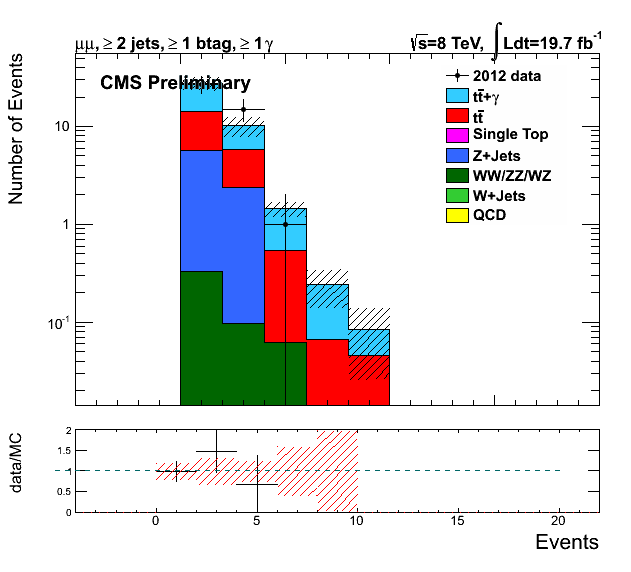 μμ, ≥ 2 jets, ≥ 1 btag, ≥ 1 γ
√s=8 TeV, ∫Ldt=19.7 fb⁻¹
CMS Preliminary
Number of Events
10
1
10⁻¹
2012 data
tt̄+γ
tt̄
Single Top
Z+Jets
WW/ZZ/WZ
W+Jets
QCD
data/MC
2
1.5
1
0.5
0
0 5 10 15 20
Events